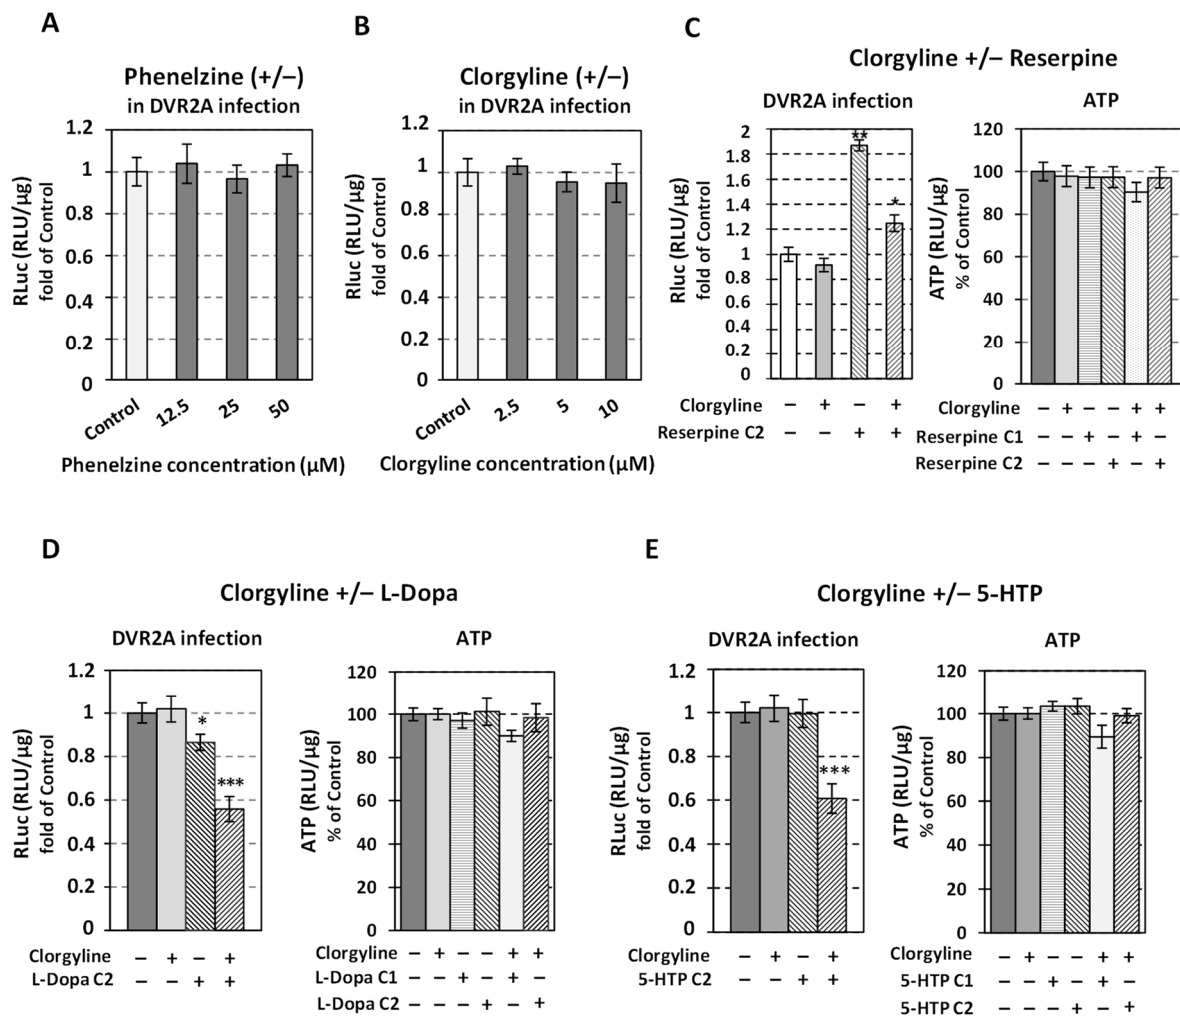 A
Phenelzine (+/–)
in DVR2A infection
RLuc (RLU/µg)
fold of Control
1.2
1
0.8
0.6
0.4
0.2
0
Control 12.5 25 50
Phenelzine concentration (µM)
B
Clorgyline (+/–)
in DVR2A infection
Rluc (RLU/µg)
fold of Control
1.2
1
0.8
0.6
0.4
0.2
0
Control 2.5 5 10
Clorgyline concentration (µM)
C
Clorgyline +/– Reserpine
DVR2A infection
Rluc (RLU/µg)
fold of Control
2
1.8
1.6
1.4
1.2
1
0.8
0.6
0.4
0.2
0
** *
Clorgyline – + – +
Reserpine C2 – – + +
ATP
ATP (RLU/µg)
% of Control
120
100
80
60
40
20
0
Clorgyline – + – – + +
Reserpine C1 – – + – + –
Reserpine C2 – – – + – +
D
Clorgyline +/– L-Dopa
DVR2A infection
RLuc (RLU/µg)
fold of Control
1.2
1
0.8
0.6
0.4
0.2
0
* ***
Clorgyline – + – +
L-Dopa C2 – – + +
ATP
ATP (RLU/µg)
% of Control
120
100
80
60
40
20
0
Clorgyline – + – – + +
L-Dopa C1 – – + – + –
L-Dopa C2 – – – + – +
E
Clorgyline +/– 5-HTP
DVR2A infection
RLuc (RLU/µg)
fold of Control
1.2
1
0.8
0.6
0.4
0.2
0
***
Clorgyline – + – +
5-HTP C2 – – + +
ATP
ATP (RLU/µg)
% of Control
120
100
80
60
40
20
0
Clorgyline – + – – + +
5-HTP C1 – – + – + –
5-HTP C2 – – – + – +